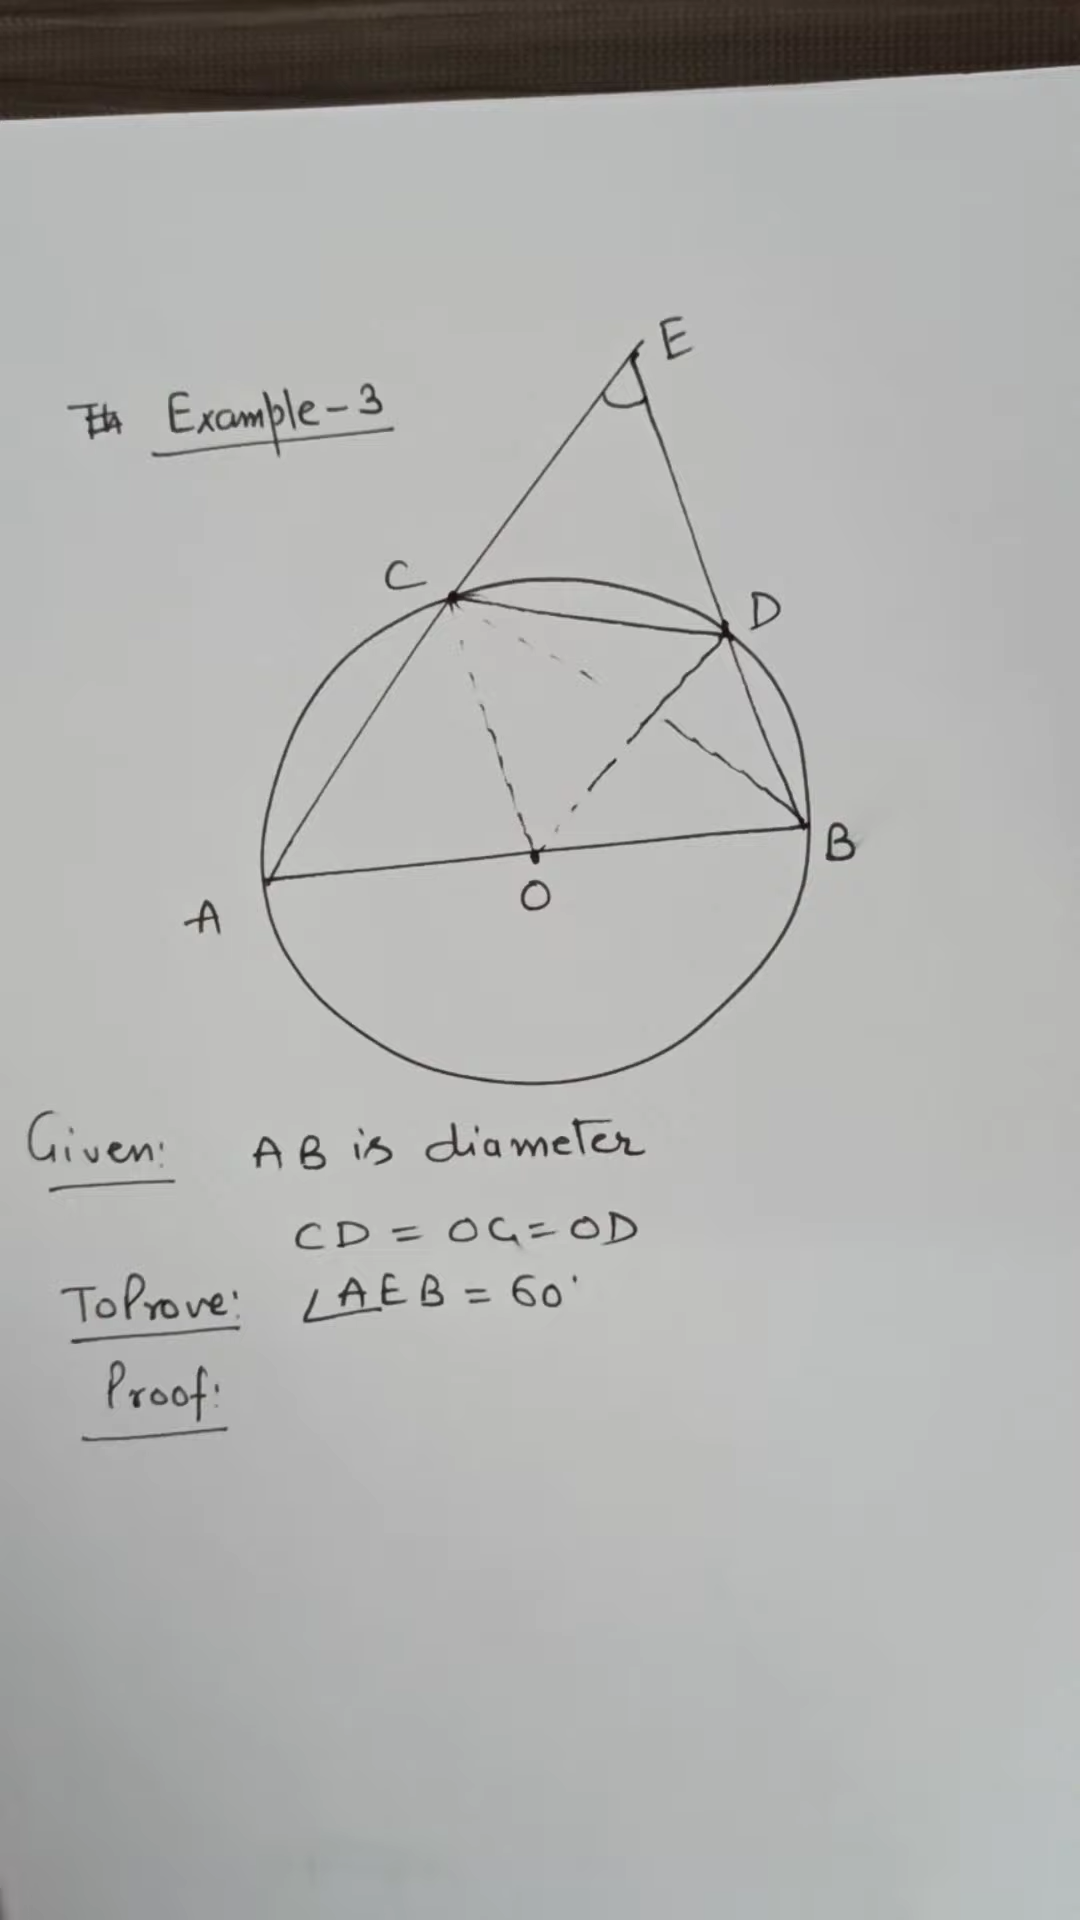 E
Example-3
C
D
B
O
A
Given: AB is diameter
CD = OC = OD
To Prove: ∠AEB = 60°
Proof: